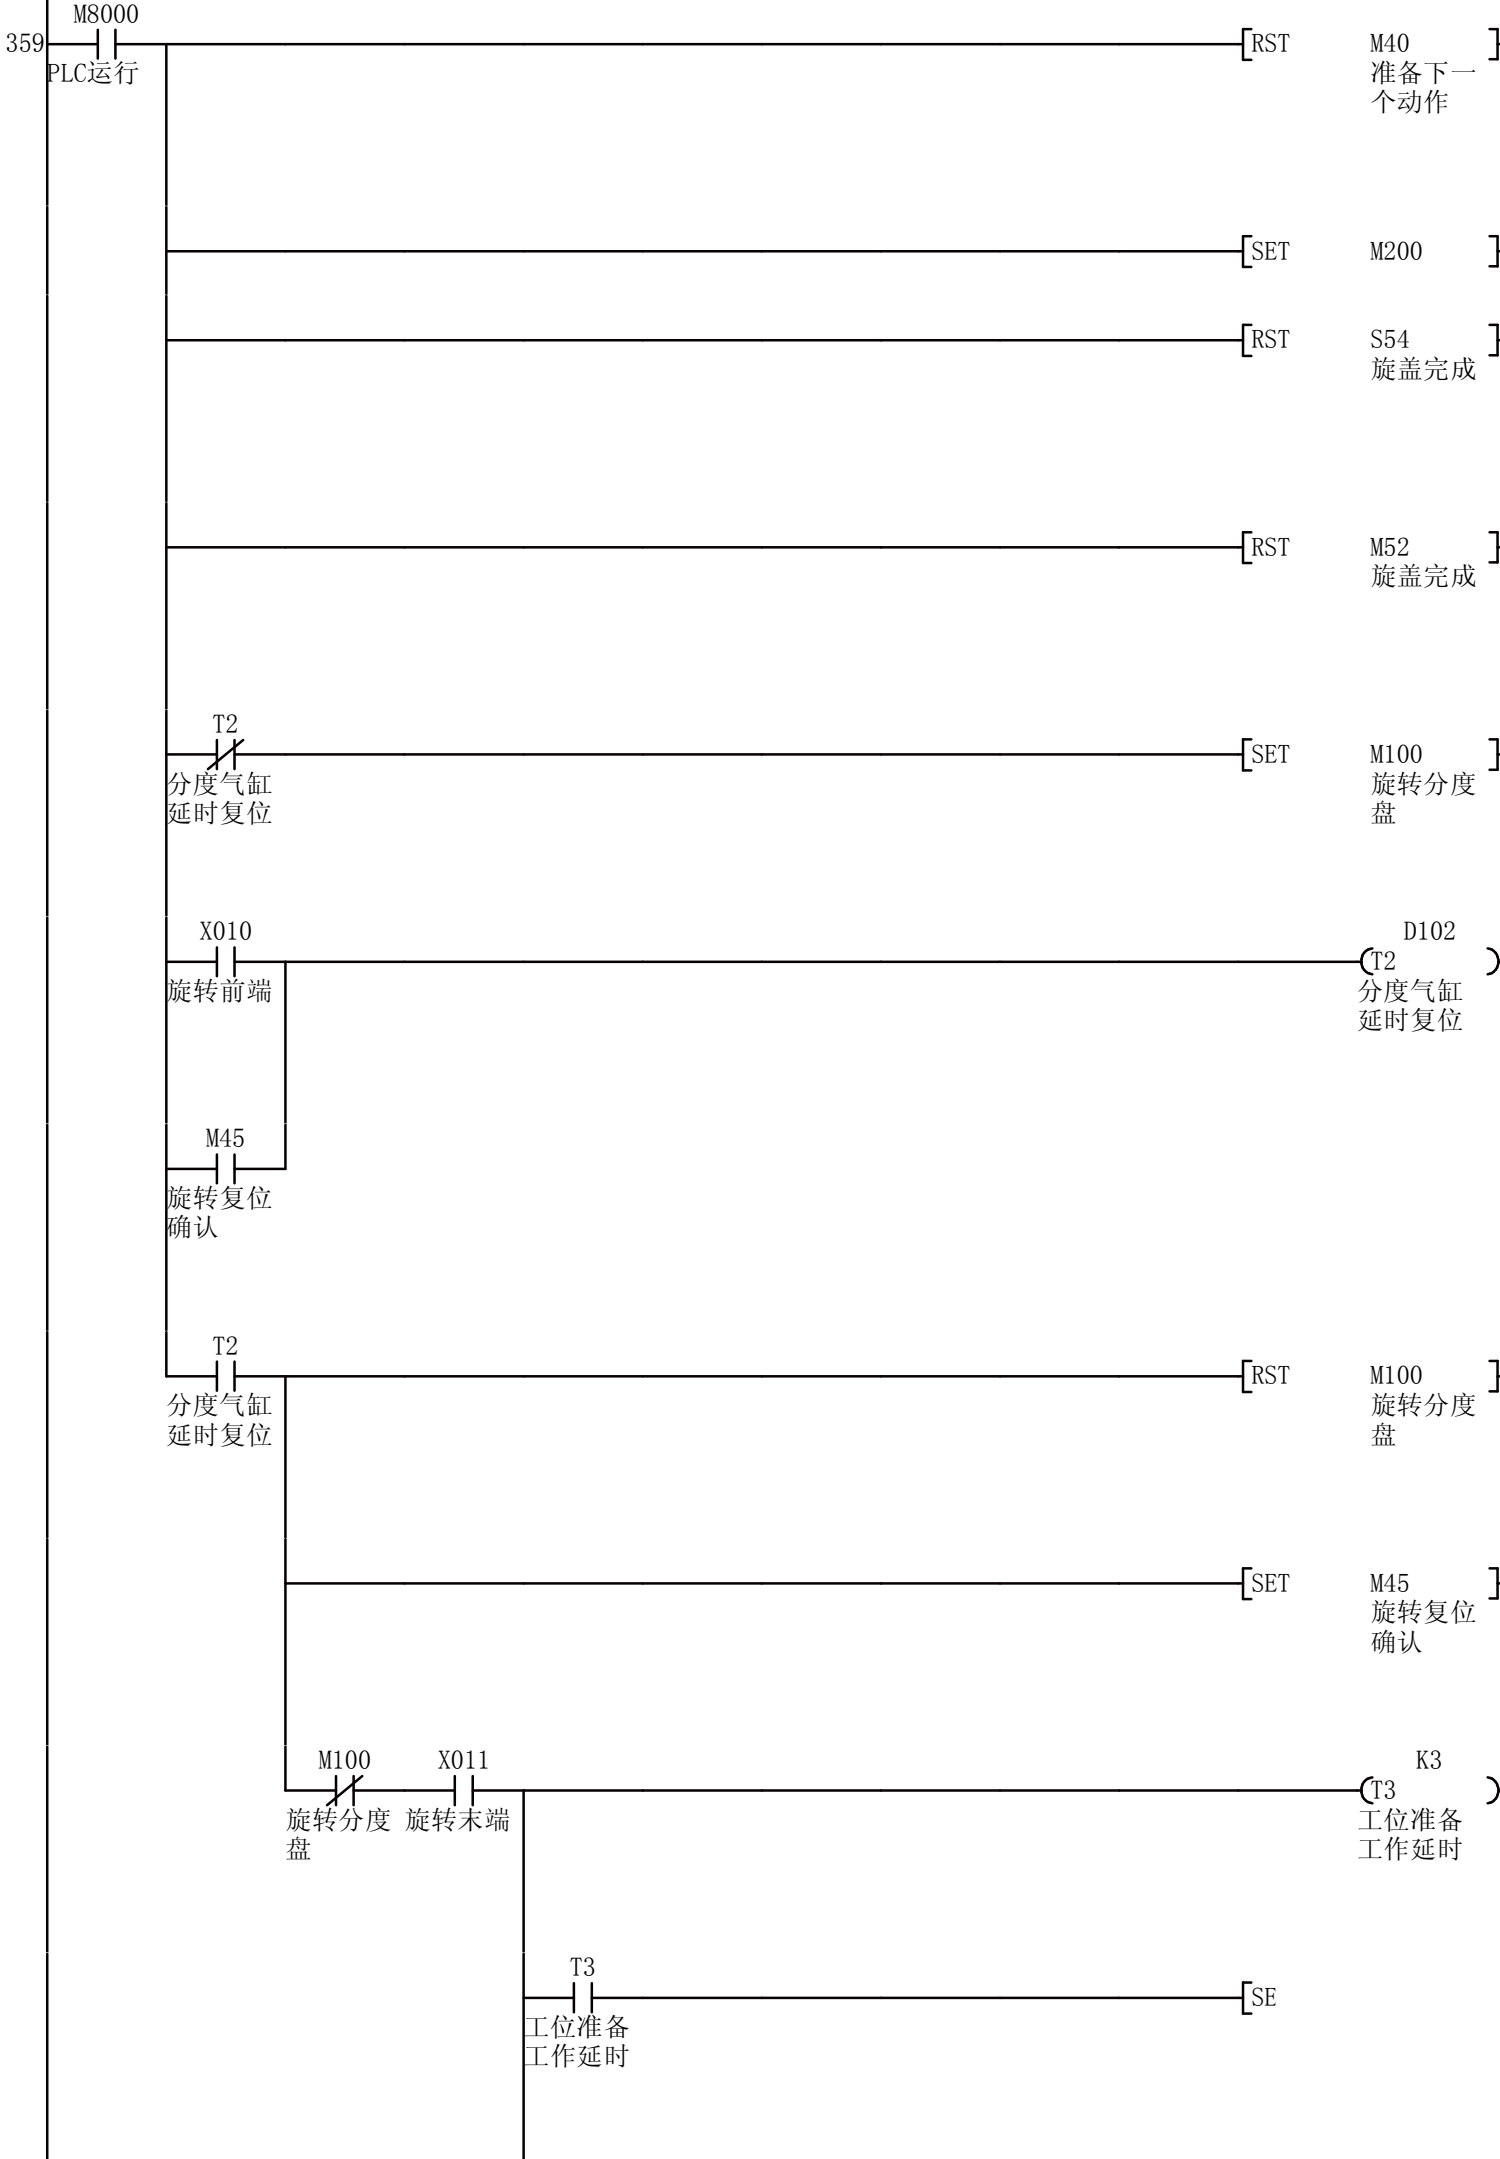 M8000
359
PLC运行
RST M40
准备下一
个动作
SET M200
RST S54
旋盖完成
RST M52
旋盖完成
T2
分度气缸
延时复位
SET M100
旋转分度
盘
X010
旋转前端
D102
T2
分度气缸
延时复位
M45
旋转复位
确认
T2
分度气缸
延时复位
RST M100
旋转分度
盘
SET M45
旋转复位
确认
M100
旋转分度
盘
X011
旋转末端
K3
T3
工位准备
工作延时
T3
工位准备
工作延时
SE